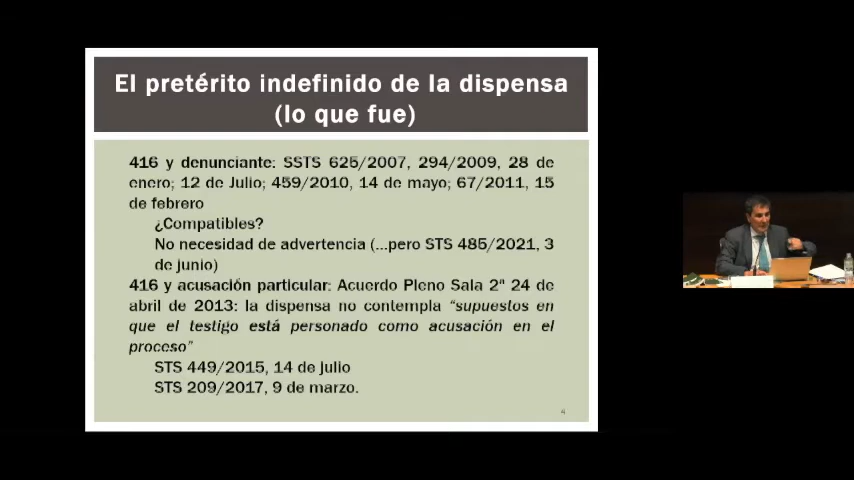 El pretérito indefinido de la dispensa
(lo que fue)
416 y denunciante: SSTS 625/2007, 294/2009, 28 de
enero; 12 de Julio; 459/2010, 14 de mayo; 67/2011, 15
de febrero
¿Compatibles?
No necesidad de advertencia (...pero STS 485/2021, 3
de junio)
416 y acusación particular: Acuerdo Pleno Sala 2ª 24 de
abril de 2013: la dispensa no contempla "supuestos en
que el testigo está personado como acusación en el
proceso"
STS 449/2015, 14 de julio
STS 209/2017, 9 de marzo.
4